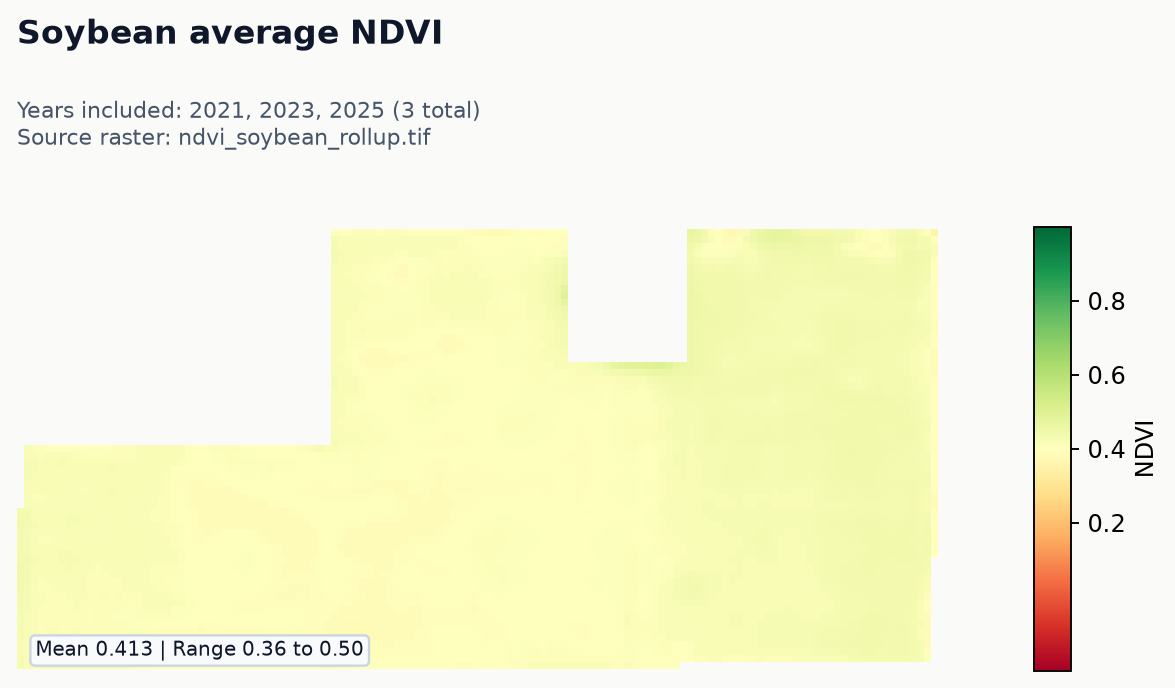 Soybean average NDVI
Years included: 2021, 2023, 2025 (3 total)
Source raster: ndvi_soybean_rollup.tif
0.8
0.6
0.4
0.2
NDVI
Mean 0.413 | Range 0.36 to 0.50